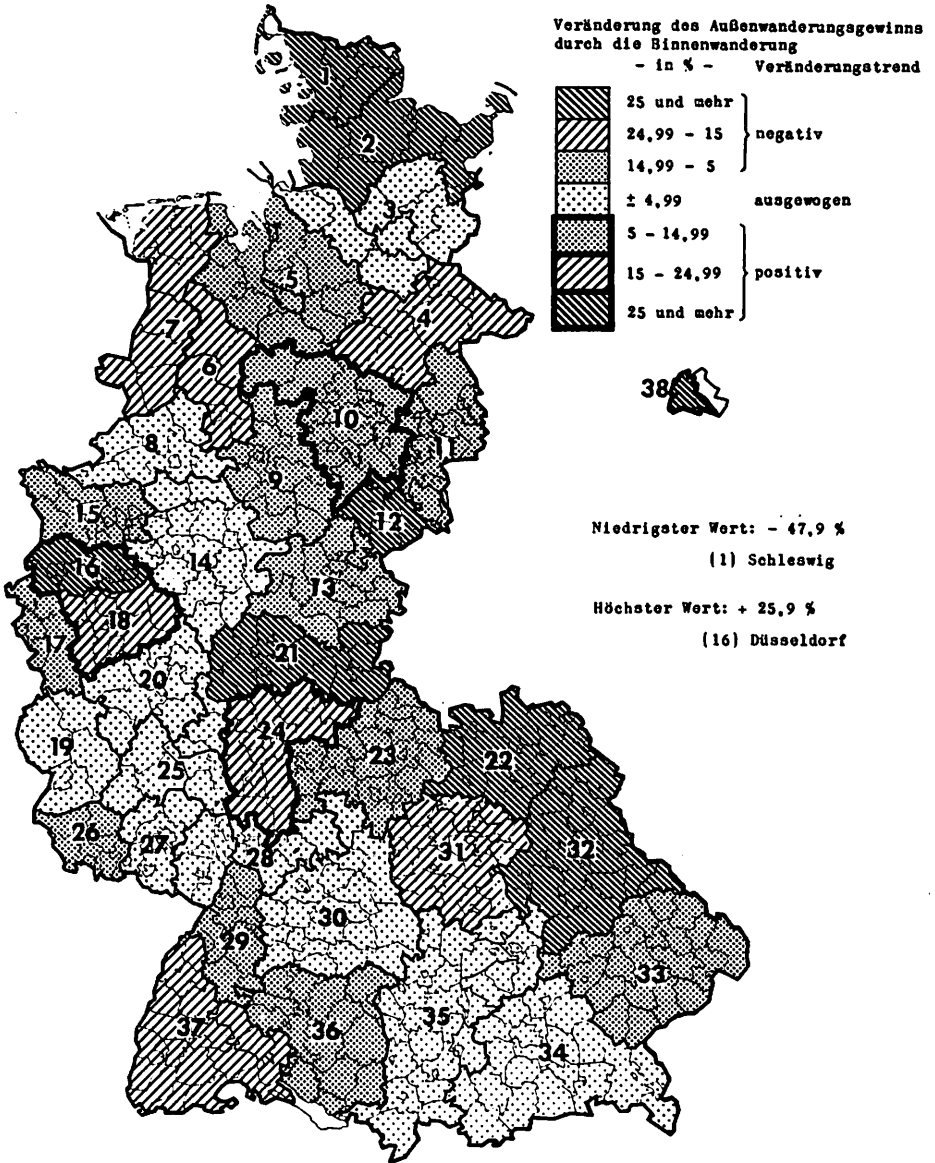 Veränderung des Außenwanderungsgewinns
durch die Binnenwanderung
- in % - Veränderungstrend
25 und mehr
24,99 - 15 negativ
14,99 - 5
± 4,99 ausgewogen
5 - 14,99
15 - 24,99 positiv
25 und mehr
Niedrigster Wert: - 47,9 %
(1) Schleswig
Höchster Wert: + 25,9 %
(16) Düsseldorf
1
2
3
5
4
7
6
38
10
8
11
9
15
12
14
16
13
18
17
21
20
24
19
23
22
25
26
27
28
31
32
30
29
33
35
36
37
34